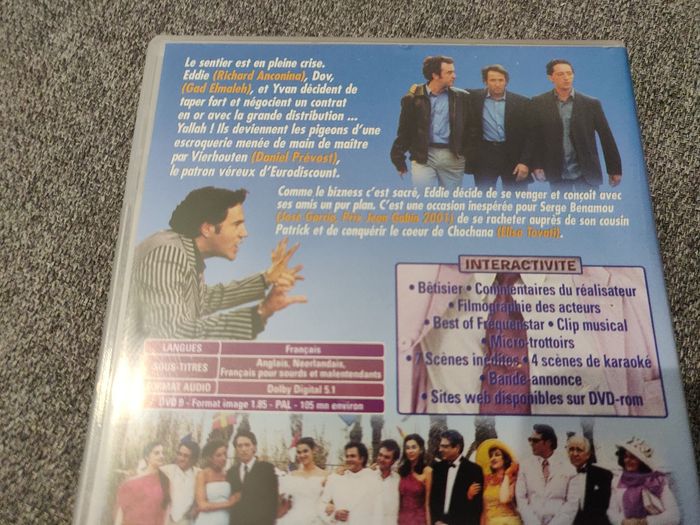 Le sentier est en pleine crise.
Eddie (Richard Anconina), Dov,
(Gad Elmaleh), et Yvan décident de
taper fort et négocient un contrat
en or avec la grande distribution ...
Yallah ! Ils deviennent les pigeons d'une
escroquerie menée de main de maître
par Vierhouten (Daniel Prévost),
le patron véreux d'Eurodiscount.
Comme le bizness c'est sacré, Eddie décide de se venger et conçoit avec
ses amis un pur plan. C'est une occasion inespérée pour Serge Benamou
(José Garcia, Prix Jean Gabin 2001) de se racheter auprès de son cousin
Patrick et de conquérir le coeur de Chochana (Elisa Tovati).
INTERACTIVITE
• Bêtisier • Commentaires du réalisateur
• Filmographie des acteurs
• Best of Fréquenstar • Clip musical
• Micro-trottoirs
• 7 Scènes inédites • 4 scènes de karaoké
• Bande-annonce
• Sites web disponibles sur DVD-rom
LANGUES Français
SOUS-TITRES Anglais, Néerlandais,
Français pour sourds et malentendants
FORMAT AUDIO Dolby Digital 5.1
DVD 9 - Format image 1.85 - PAL - 105 mn environ